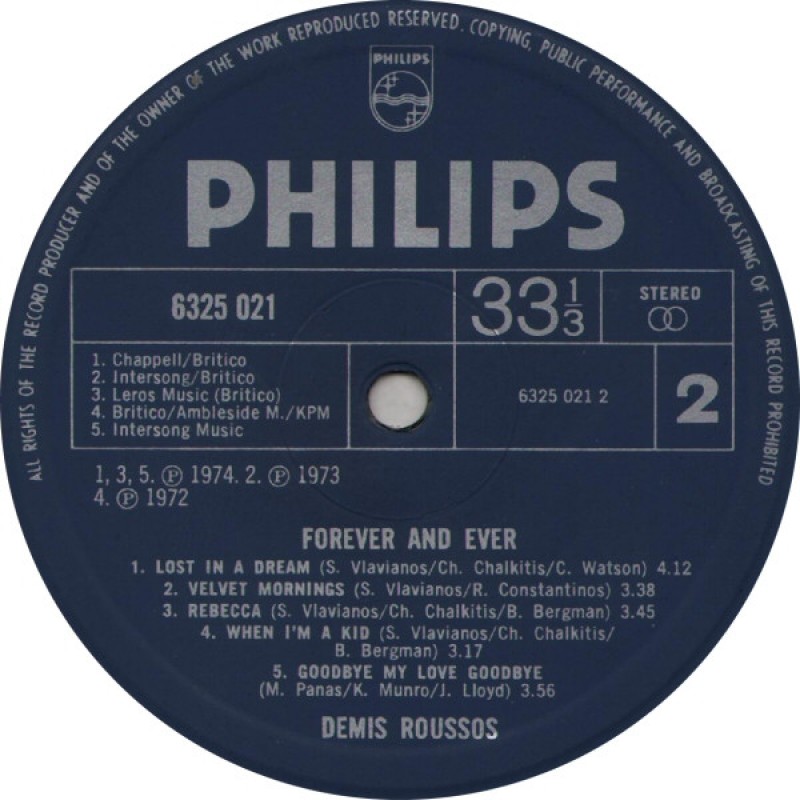 ALL RIGHTS OF THE RECORD PRODUCER AND OF THE OWNER OF THE WORK REPRODUCED RESERVED. COPYING, PUBLIC PERFORMANCE AND BROADCASTING OF THIS RECORD PROHIBITED
PHILIPS
PHILIPS
6325 021
33 1/3
STEREO
1. Chappell/Britico
2. Intersong/Britico
3. Leros Music (Britico)
4. Britico/Ambleside M./KPM
5. Intersong Music
6325 021 2
2
1, 3, 5. ℗ 1974. 2. ℗ 1973
4. ℗ 1972
FOREVER AND EVER
1. LOST IN A DREAM (S. Vlavianos/Ch. Chalkitis/C. Watson) 4.12
2. VELVET MORNINGS (S. Vlavianos/R. Constantinos) 3.38
3. REBECCA (S. Vlavianos/Ch. Chalkitis/B. Bergman) 3.45
4. WHEN I'M A KID (S. Vlavianos/Ch. Chalkitis/
B. Bergman) 3.17
5. GOODBYE MY LOVE GOODBYE
(M. Panas/K. Munro/J. Lloyd) 3.56
DEMIS ROUSSOS